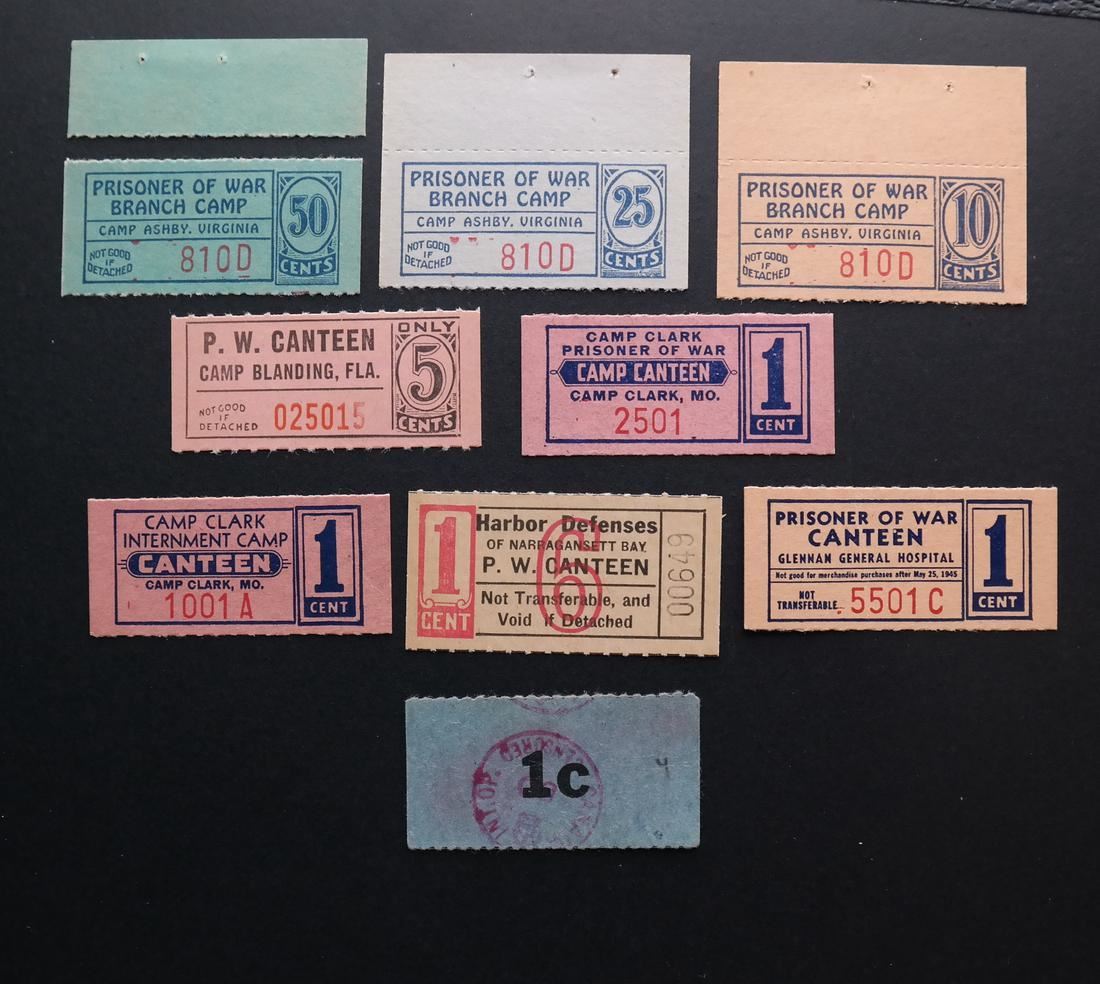 PRISONER OF WAR
BRANCH CAMP
CAMP ASHBY, VIRGINIA
NOT GOOD
IF
DETACHED
810D
50
CENTS
PRISONER OF WAR
BRANCH CAMP
CAMP ASHBY, VIRGINIA
NOT GOOD
IF
DETACHED
810D
25
CENTS
PRISONER OF WAR
BRANCH CAMP
CAMP ASHBY, VIRGINIA
NOT GOOD
IF
DETACHED
810D
10
CENTS
P. W. CANTEEN
CAMP BLANDING, FLA.
NOT GOOD
IF
DETACHED
025015
ONLY
5
CENTS
CAMP CLARK
PRISONER OF WAR
CAMP CANTEEN
CAMP CLARK, MO.
2501
1
CENT
CAMP CLARK
INTERNMENT CAMP
CANTEEN
CAMP CLARK, MO.
1001 A
1
CENT
1
CENT
Harbor Defenses
OF NARRAGANSETT BAY
P. W. CANTEEN
Not Transferable, and
Void if Detached
6
00649
PRISONER OF WAR
CANTEEN
GLENNAN GENERAL HOSPITAL
Not good for merchandise purchases after May 25, 1945
NOT
TRANSFERABLE
5501 C
1
CENT
1c
INT. OP.
CENSORED